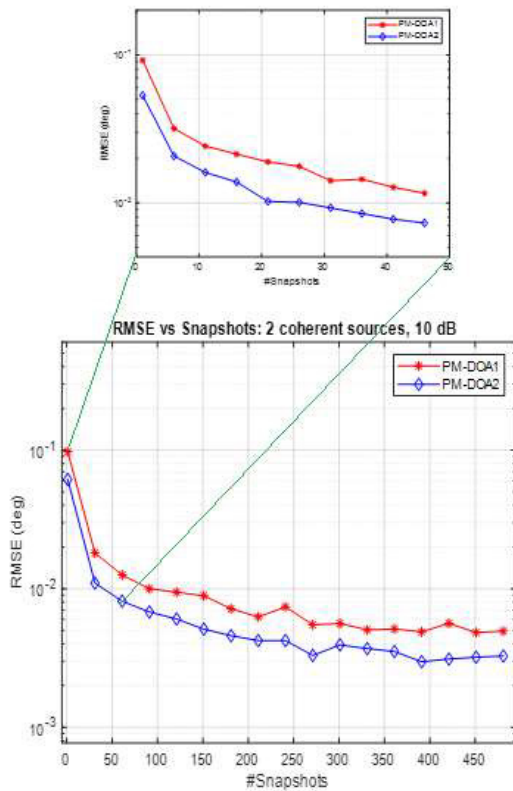 PM-DOA1
PM-DOA2
10^-1
10^-2
RMSE (deg)
0 10 20 30 40 50
#Snapshots
RMSE vs Snapshots: 2 coherent sources, 10 dB
PM-DOA1
PM-DOA2
10^-1
10^-2
10^-3
RMSE (deg)
0 50 100 150 200 250 300 350 400 450
#Snapshots